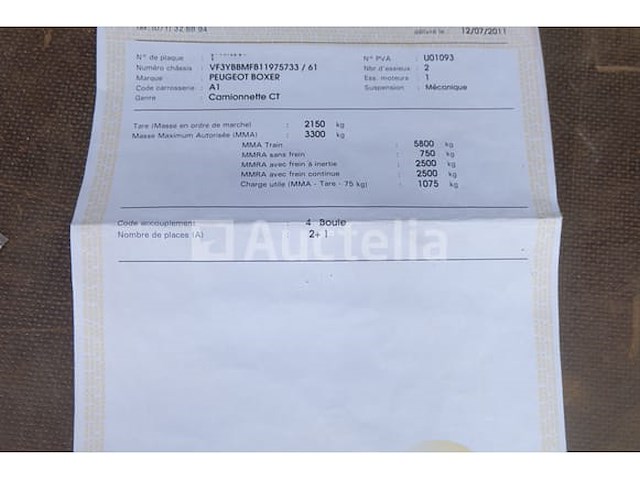 délivré le : 12/07/2011
N° de plaque : 1 N° PVA : U01093
Numéro châssis : VF3YBBMFB11975733 / 61 Nbr d'essieux : 2
Marque : PEUGEOT BOXER Ess. moteurs : 1
Code carrosserie : A1 Suspension : Mécanique
Genre : Camionnette CT
Tare (Masse en ordre de marche) : 2150 kg
Masse Maximum Autorisée (MMA) : 3300 kg
MMA Train : 5800 kg
MMRA sans frein : 750 kg
MMRA avec frein à inertie : 2500 kg
MMRA avec frein continue : 2500 kg
Charge utile (MMA - Tare - 75 kg) : 1075 kg
Code accouplement : 4 Boule
Auctelia
Nombre de places (A) : 2+1